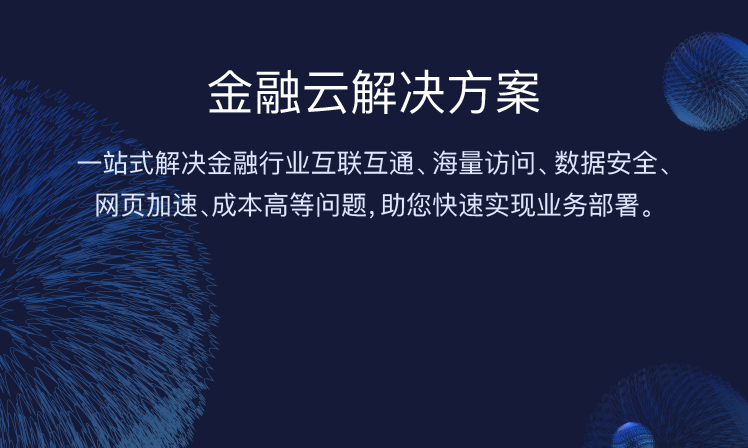 金融云解决方案
一站式解决金融行业互联互通、海量访问、数据安全、
网页加速、成本高等问题，助您快速实现业务部署。